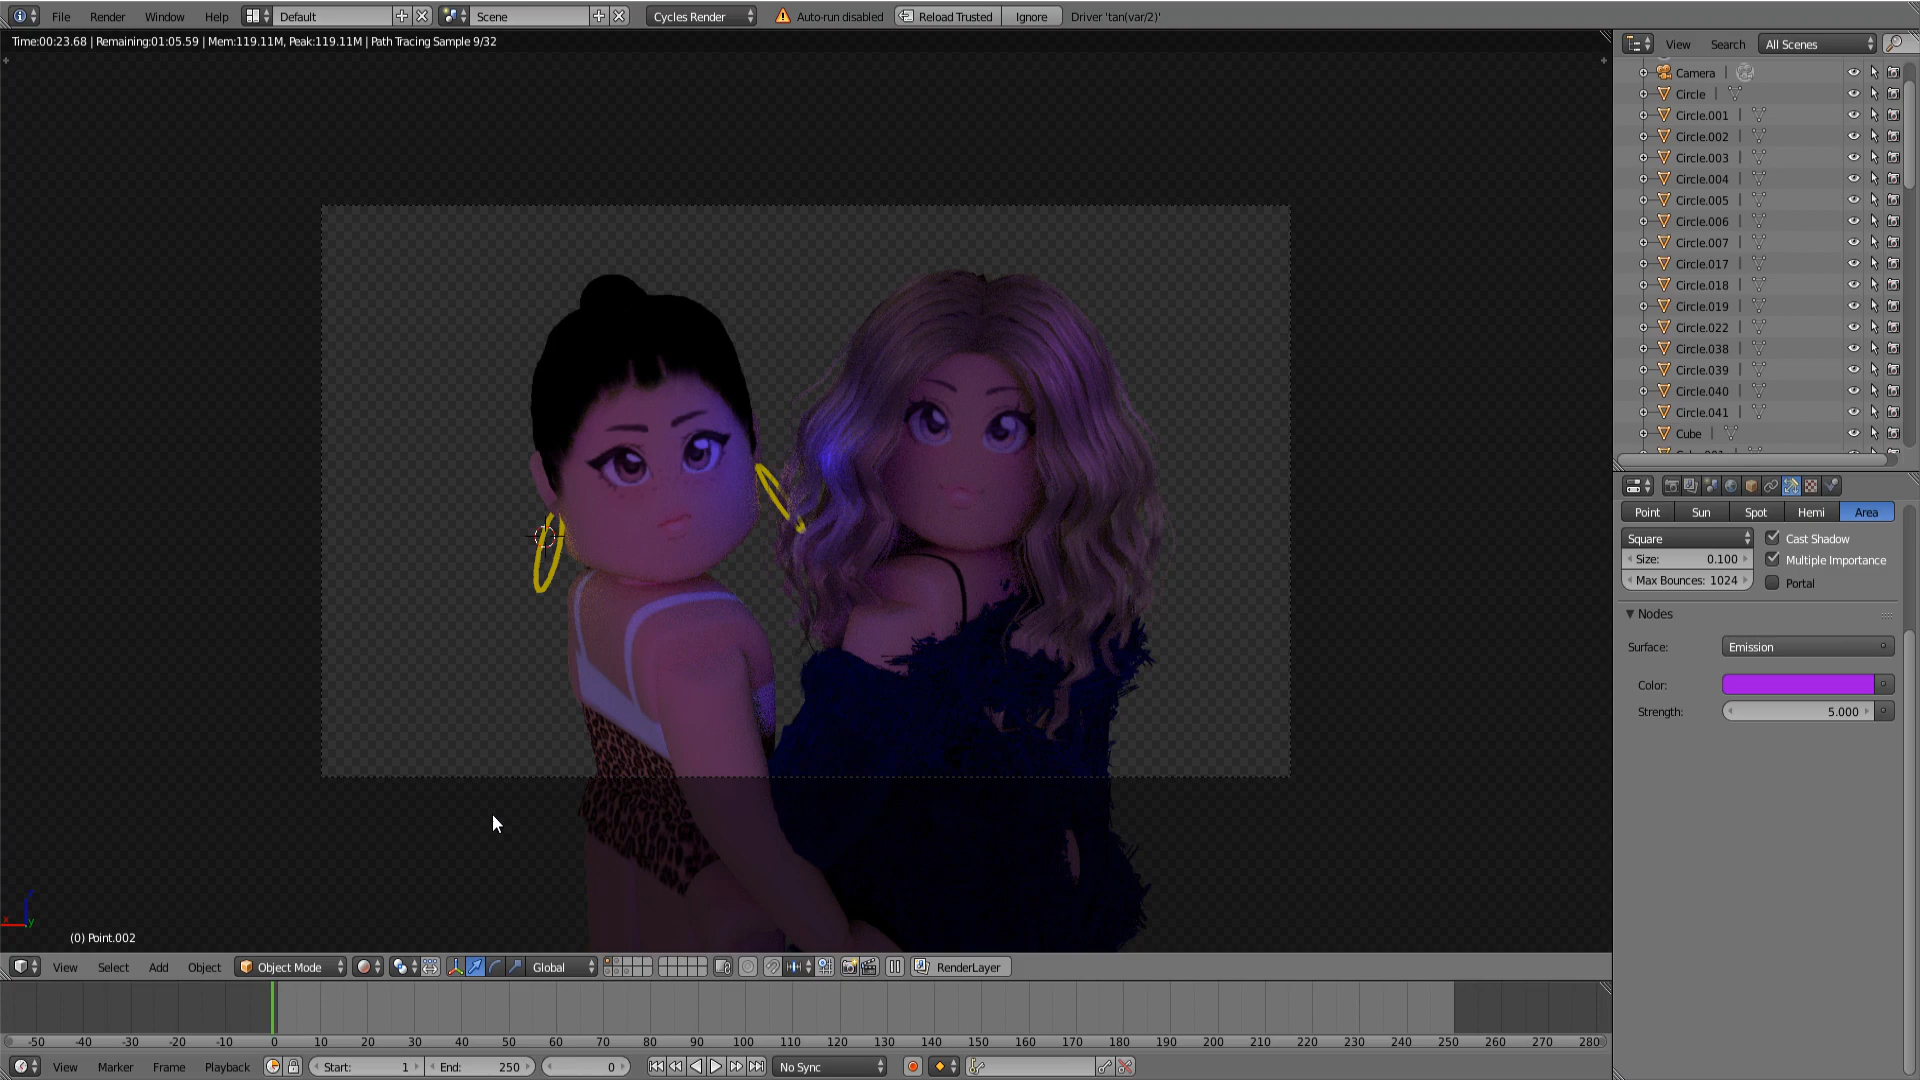 File Render Window Help Default Scene Cycles Render Auto-run disabled Reload Trusted Ignore Driver 'tan(var/2)'
Time:00:23.68 | Remaining:01:05.59 | Mem:119.11M, Peak:119.11M | Path Tracing Sample 9/32
View Search All Scenes
Camera
Circle
Circle.001
Circle.002
Circle.003
Circle.004
Circle.005
Circle.006
Circle.007
Circle.017
Circle.018
Circle.019
Circle.022
Circle.038
Circle.039
Circle.040
Circle.041
Cube
Point Sun Spot Hemi Area
Square Cast Shadow
Size: 0.100 Multiple Importance
Max Bounces: 1024 Portal
Nodes
Surface: Emission
Color:
Strength: 5.000
x y
(0) Point.002
View Select Add Object Object Mode Global RenderLayer
-50 -40 -30 -20 -10 0 10 20 30 40 50 60 70 80 90 100 110 120 130 140 150 160 170 180 190 200 210 220 230 240 250 260 270 280
View Marker Frame Playback Start: 1 End: 250 0 No Sync